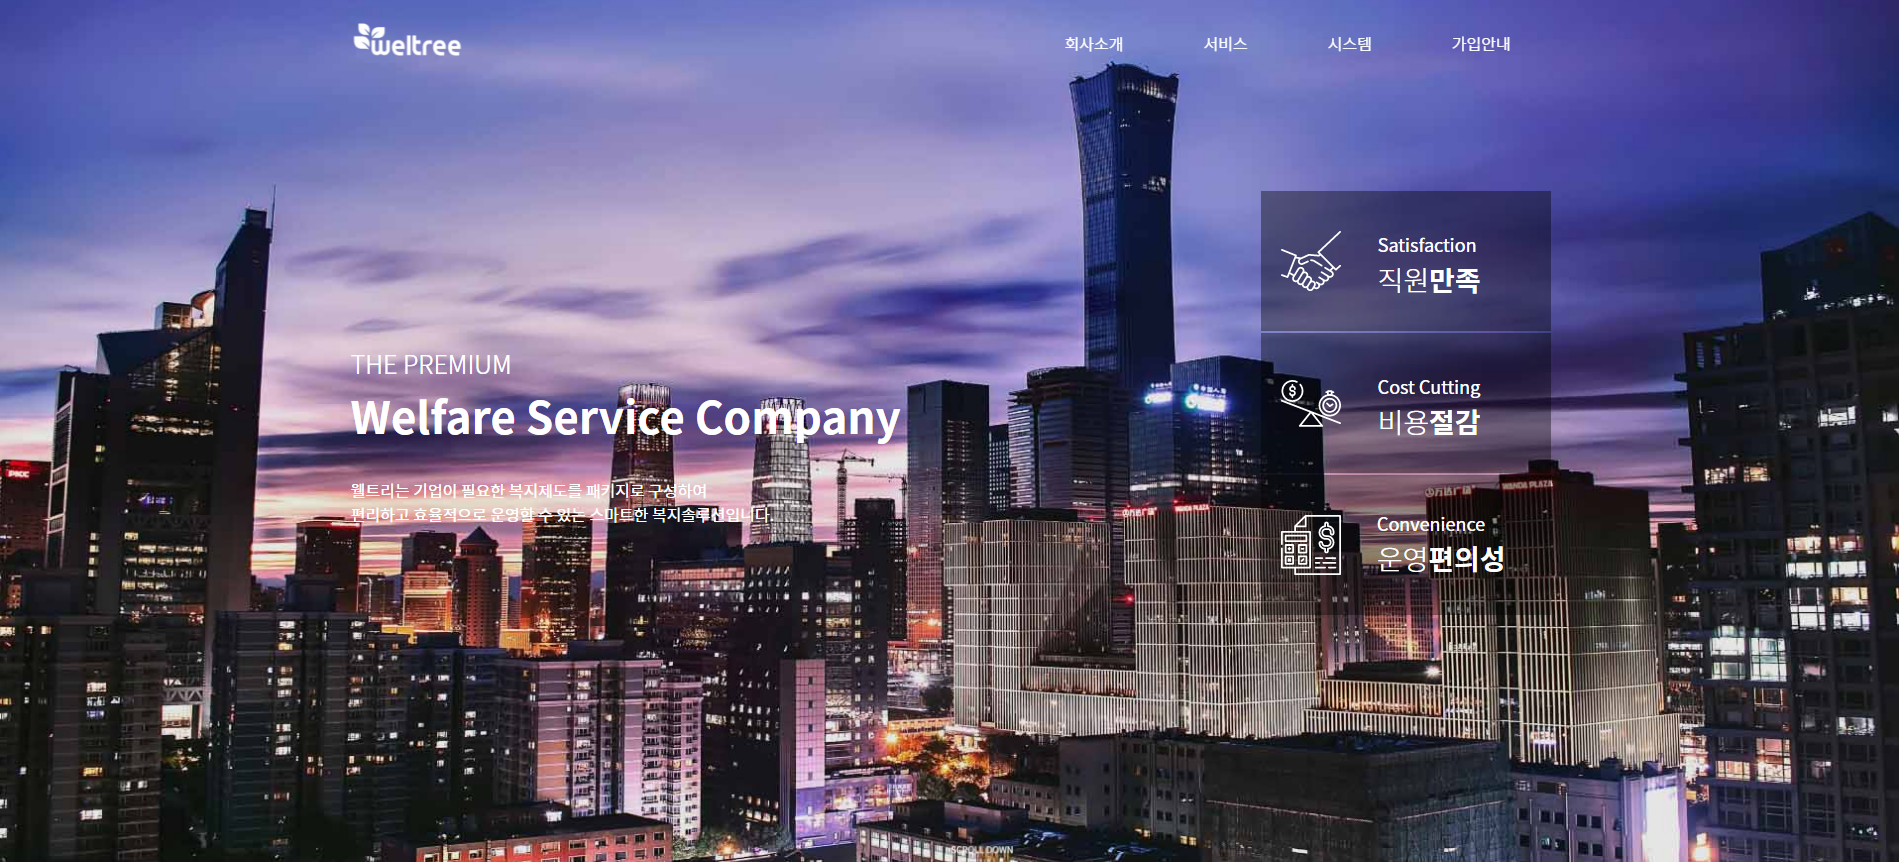 weltree
회사소개
서비스
시스템
가입안내
Satisfaction
직원만족
THE PREMIUM
Welfare Service Company
Cost Cutting
비용절감
웰트리는 기업이 필요한 복지제도를 패키지로 구성하여
편리하고 효율적으로 운영할 수 있는 스마트한 복지솔루션입니다.
WANDA PLAZA
WANDA PLAZA
Convenience
운영편의성
SCROLL DOWN